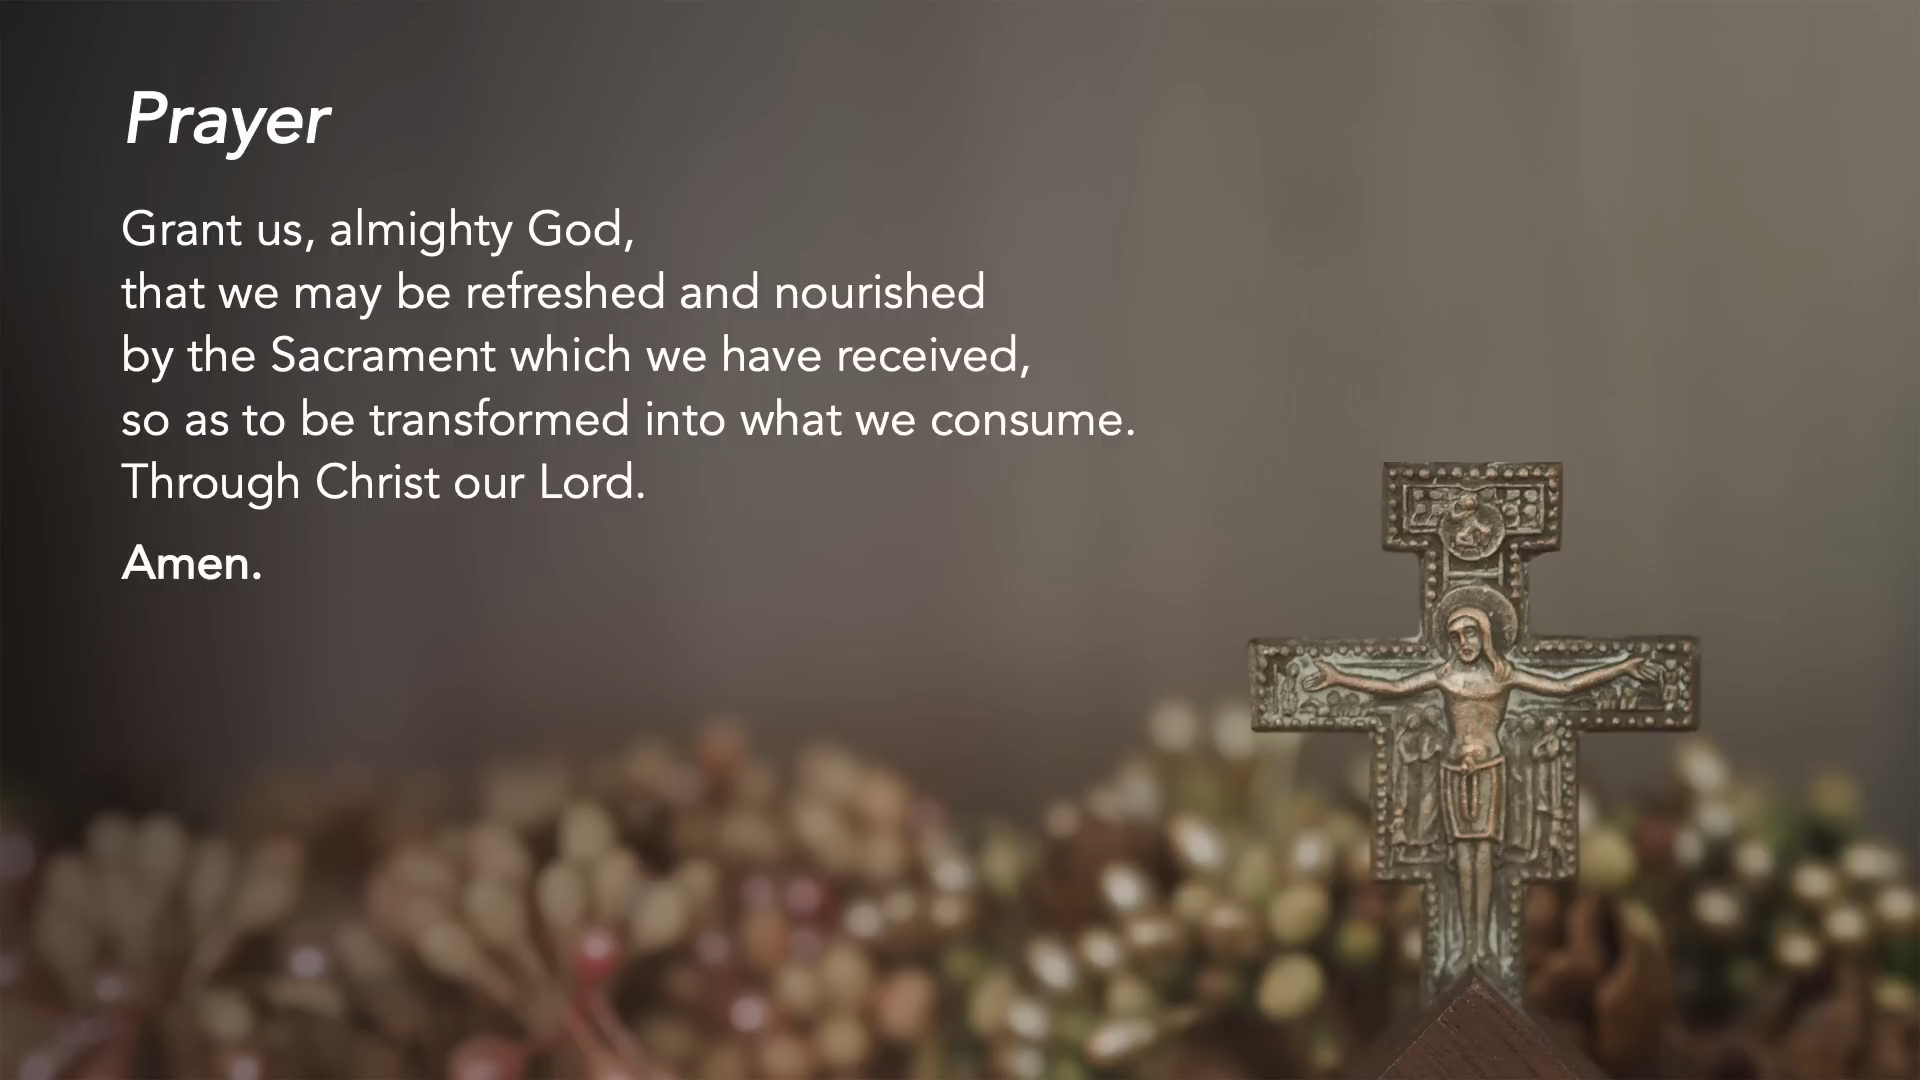 Prayer
Grant us, almighty God,
that we may be refreshed and nourished
by the Sacrament which we have received,
so as to be transformed into what we consume.
Through Christ our Lord.
Amen.